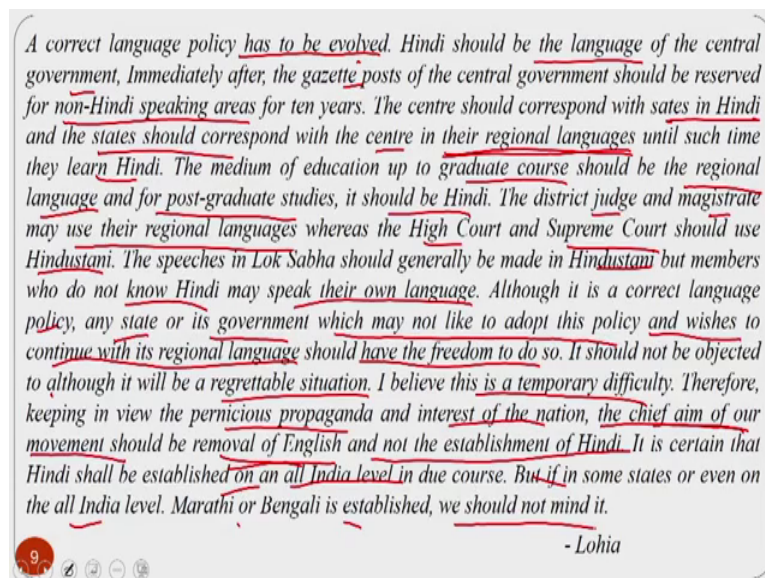 A correct language policy has to be evolved. Hindi should be the language of the central
government, Immediately after, the gazette posts of the central government should be reserved
for non-Hindi speaking areas for ten years. The centre should correspond with sates in Hindi
and the states should correspond with the centre in their regional languages until such time
they learn Hindi. The medium of education up to graduate course should be the regional
language and for post-graduate studies, it should be Hindi. The district judge and magistrate
may use their regional languages whereas the High Court and Supreme Court should use
Hindustani. The speeches in Lok Sabha should generally be made in Hindustani but members
who do not know Hindi may speak their own language. Although it is a correct language
policy, any state or its government which may not like to adopt this policy and wishes to
continue with its regional language should have the freedom to do so. It should not be objected
to although it will be a regrettable situation. I believe this is a temporary difficulty. Therefore,
keeping in view the pernicious propaganda and interest of the nation, the chief aim of our
movement should be removal of English and not the establishment of Hindi. It is certain that
Hindi shall be established on an all India level in due course. But if in some states or even on
the all India level. Marathi or Bengali is established, we should not mind it.
- Lohia
9